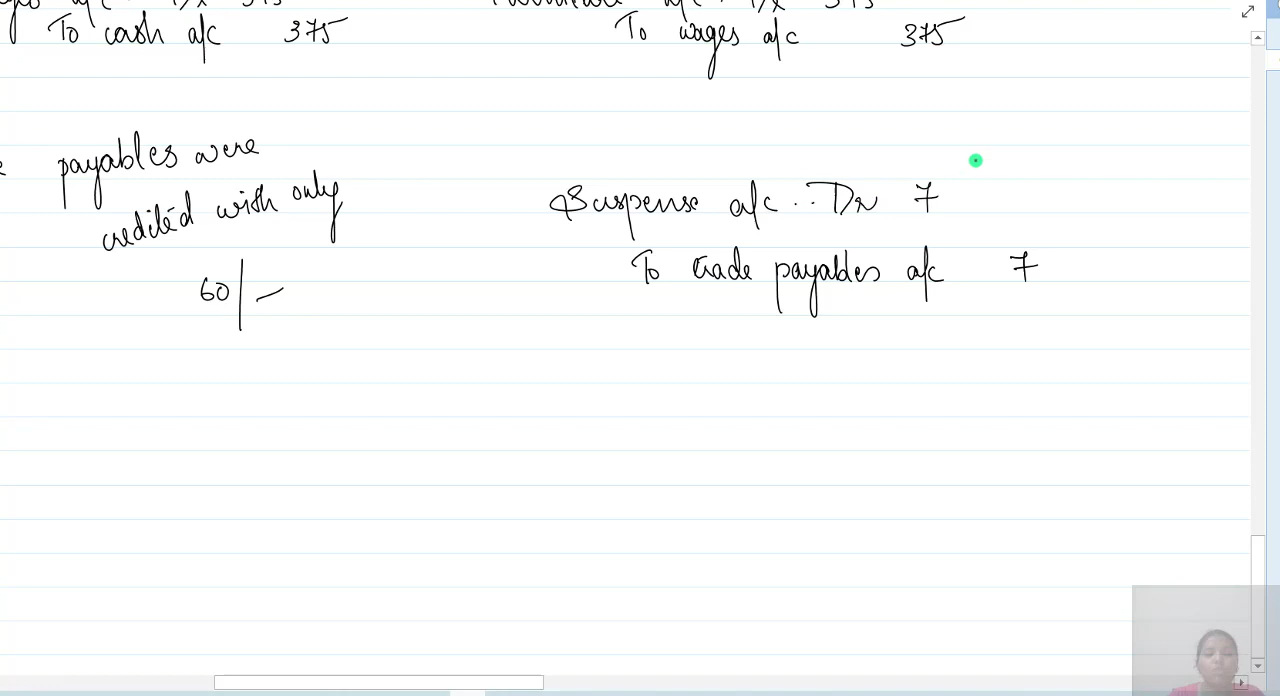 To cash a/c 375
To wages a/c 375
payables were
credited with only
60/-
Suspense a/c .. Dr 7
To trade payables a/c 7